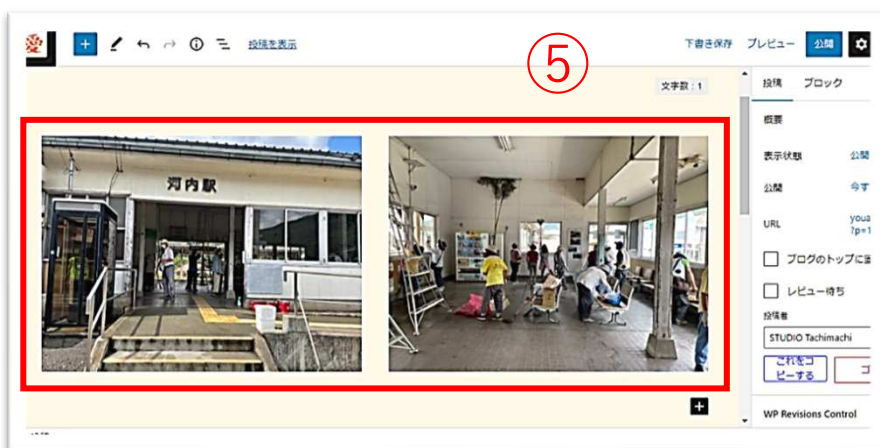 愛
投稿を表示
⑤
下書き保存 プレビュー 公開
文字数:1
投稿 ブロック
概要
表示状態 公開
公開 今す
URL youa
?p=1
ブログのトップに
レビュー待ち
投稿者
STUDIO Tachimachi
これをコ
ピーする
ゴ
WP Revisions Control
河内駅